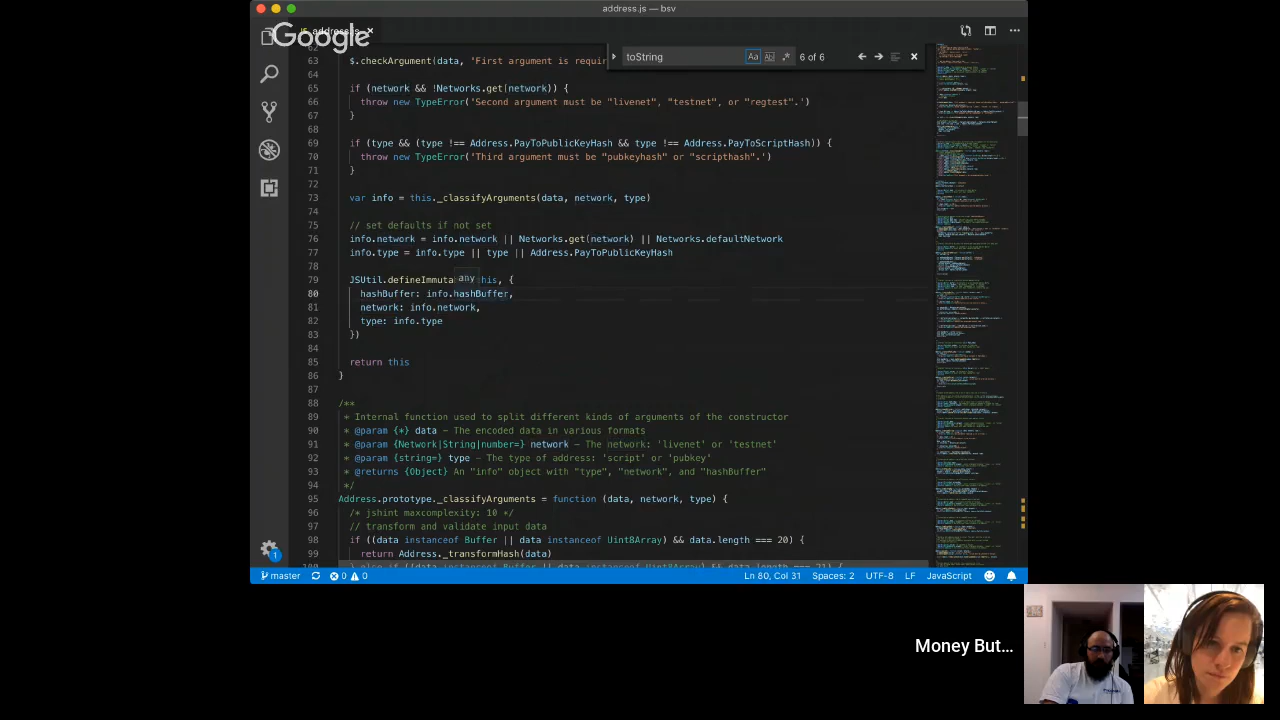 address.js — bsv
Google
address.js
toString
Aa
6 of 6
62
63 $.checkArgument(data, 'First argument is requir
64
65 if (network && !Networks.get(network)) {
66 throw new TypeError('Second argument must be "livenet", "testnet", or "regtest".')
67 }
68
69 if (type && (type !== Address.PayToPublicKeyHash && type !== Address.PayToScriptHash)) {
70 throw new TypeError('Third argument must be "pubkeyhash" or "scripthash".')
71 }
72
73 var info = this._classifyArguments(data, network, type)
74
75 // set defaults if not set
76 info.network = info.network || Networks.get(network) || Networks.defaultNetwork
77 info.type = info.type || type || Address.PayToPublicKeyHash
78
any
79 JSUtil.defineImmutable(this, {
80 hashBuffer: info.hashBuffer,
81 network: info.network,
82 type: info.type
83 })
84
85 return this
86 }
87
88 /**
89 * Internal function used to split different kinds of arguments of the constructor
90 * @param {*} data - The encoded data in various formats
91 * @param {Network|string|number=} network - The network: 'livenet' or 'testnet'
92 * @param {string=} type - The type of address: 'script' or 'pubkey'
93 * @returns {Object} An "info" object with "type", "network", and "hashBuffer"
94 */
95 Address.prototype._classifyArguments = function (data, network, type) {
96 /* jshint maxcomplexity: 10 */
97 // transform and validate input data
98 if ((data instanceof Buffer || data instanceof Uint8Array) && data.length === 20) {
99 return Address._transformHash(data)
1
master
0
0
Ln 80, Col 31
Spaces: 2
UTF-8
LF
JavaScript
Money But...